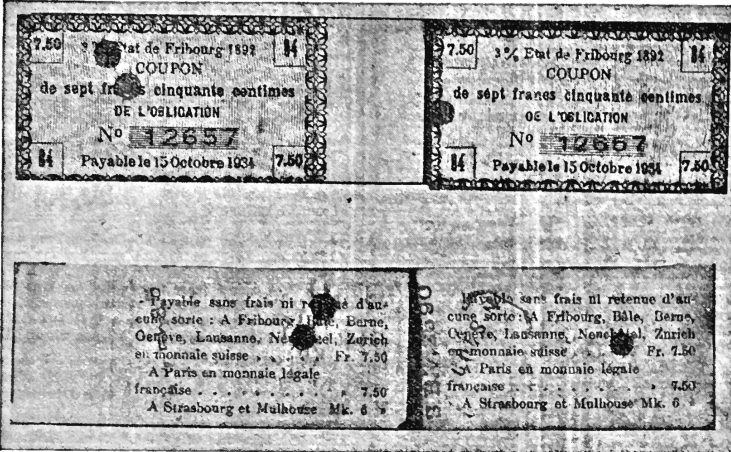 7.50 3% Etat de Fribourg 1892 84
COUPON
de sept francs cinquante centimes
DE L'OBLIGATION
No 12657
84 Payable le 15 Octobre 1934 7.50
7.50 3% Etat de Fribourg 1892 84
COUPON
de sept francs cinquante centimes
DE L'OBLIGATION
No 12667
84 Payable le 15 Octobre 1934 7.50
Payable sans frais ni retenue d'au-
cune sorte : A Fribourg, Bâle, Berne,
Genève, Lausanne, Neuchâtel, Zurich
en monnaie suisse . . . . Fr. 7.50
A Paris en monnaie légale
française . . . . . . . . . » 7.50
A Strasbourg et Mulhouse Mk. 6 »
Payable sans frais ni retenue d'au-
cune sorte : A Fribourg, Bâle, Berne,
Genève, Lausanne, Neuchâtel, Zurich
en monnaie suisse . . . . Fr. 7.50
A Paris en monnaie légale
française . . . . . . . . . » 7.50
A Strasbourg et Mulhouse Mk. 6 »